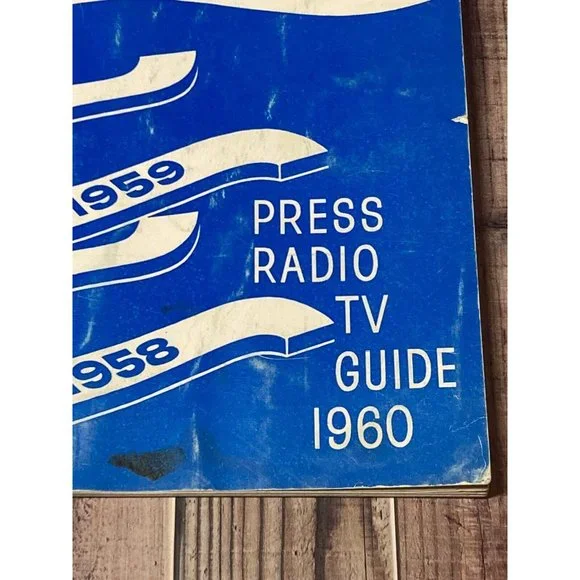 1959
PRESS
RADIO
TV
GUIDE
1960
1958